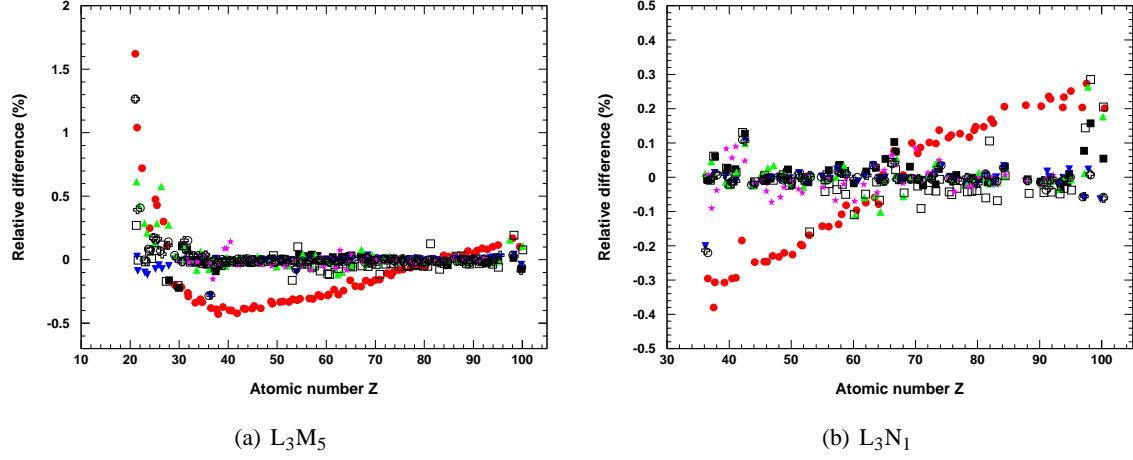 2
1.5
1
0.5
0
-0.5
10 20 30 40 50 60 70 80 90 100
Relative difference (%)
Atomic number Z
(a) L₃M₅
0.5
0.4
0.3
0.2
0.1
0
-0.1
-0.2
-0.3
-0.4
-0.5
30 40 50 60 70 80 90 100
Relative difference (%)
Atomic number Z
(b) L₃N₁